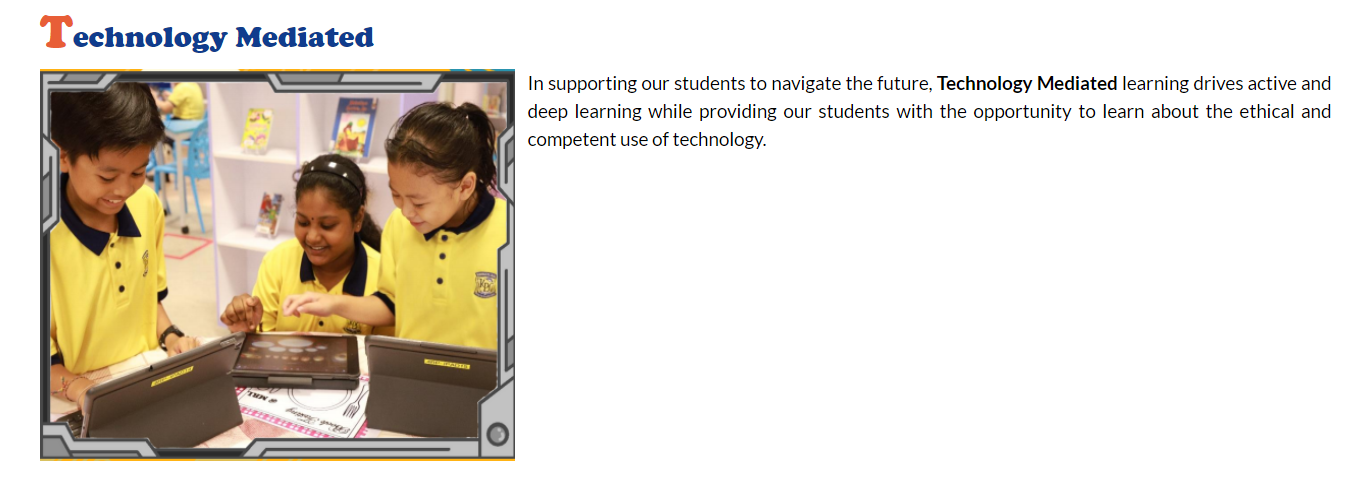 Technology Mediated
In supporting our students to navigate the future, Technology Mediated learning drives active and
deep learning while providing our students with the opportunity to learn about the ethical and
competent use of technology.